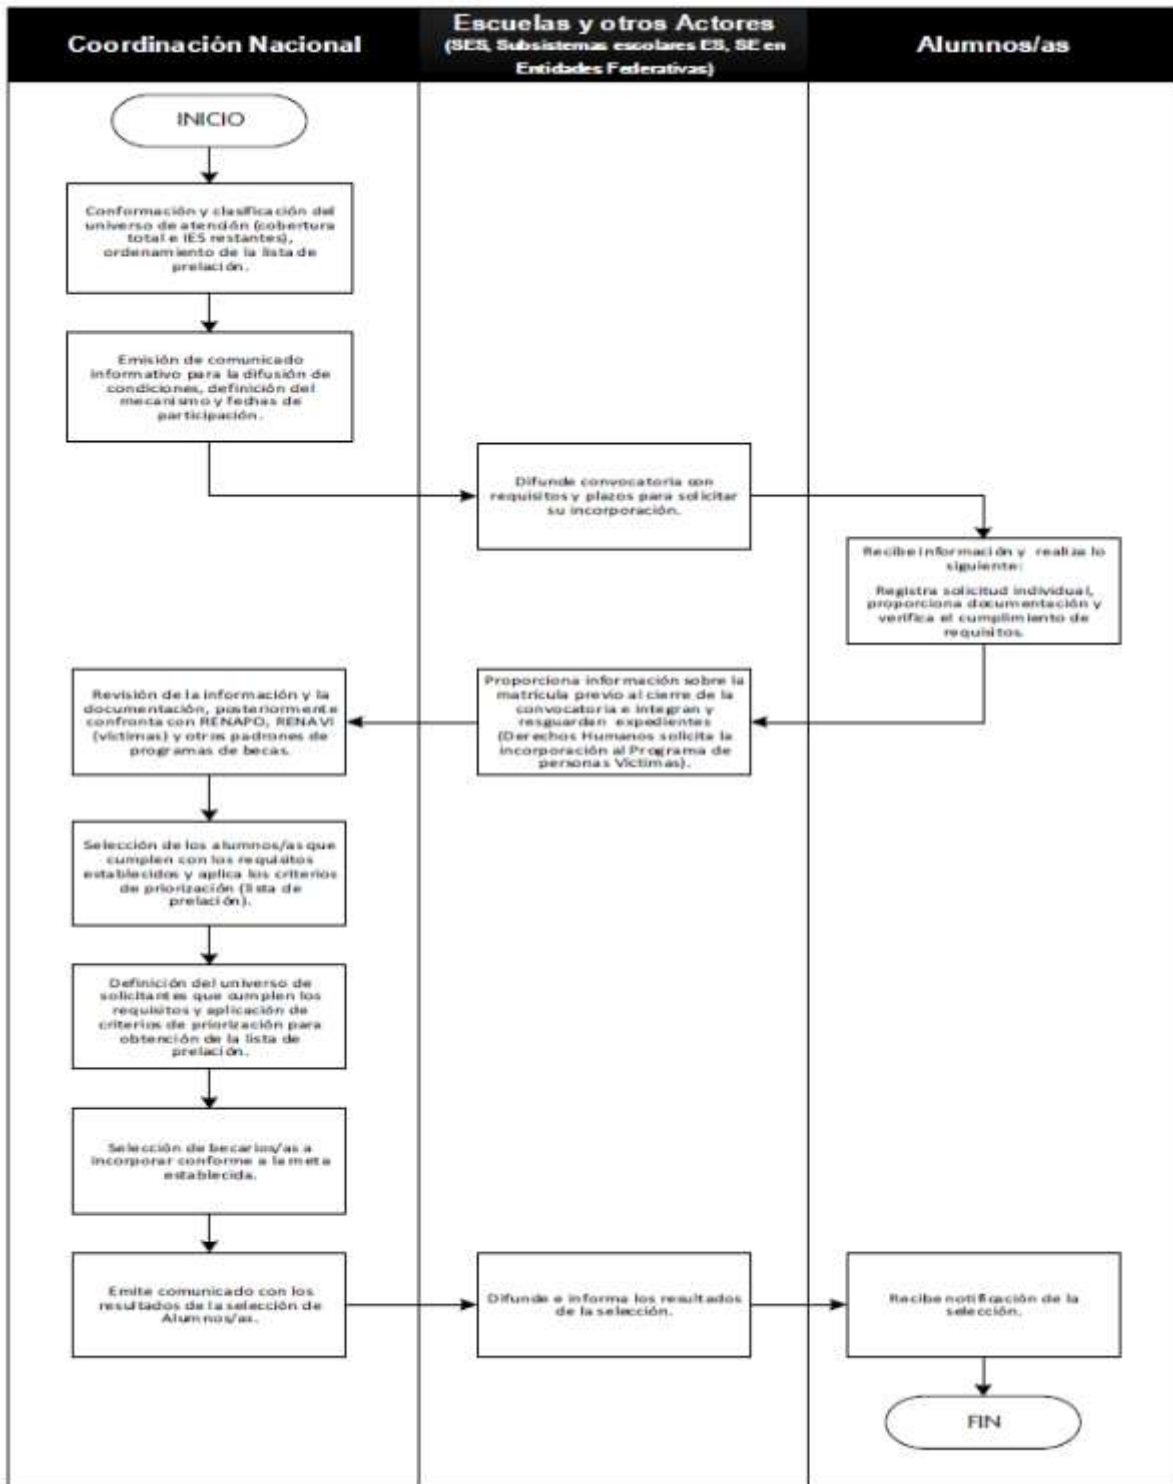 Coordinación Nacional
Escuelas y otros Actores
(SES, Subsistemas escolares ES, SE en
Entidades Federativas)
Alumnos/as
INICIO
Conformación y clasificación del
universo de atención (cobertura
total e IES restantes),
ordenamiento de la lista de
prelación.
Emisión de comunicado
informativo para la difusión de
condiciones, definición del
mecanismo y fechas de
participación.
Difunde convocatoria con
requisitos y plazos para solicitar
su incorporación.
Recibe información y realiza lo
siguiente:
Registra solicitud individual,
proporciona documentación y
verifica el cumplimiento de
requisitos.
Proporciona información sobre la
matrícula previo al cierre de la
convocatoria e integran y
resguardan expedientes
(Derechos Humanos solicita la
incorporación al Programa de
personas Víctimas).
Revisión de la información y la
documentación, posteriormente
confronta con RENAPO, RENAVI
(víctimas) y otros padrones de
programas de becas.
Selección de los alumnos/as que
cumplen con los requisitos
establecidos y aplica los criterios
de priorización (lista de
prelación).
Definición del universo de
solicitantes que cumplen los
requisitos y aplicación de
criterios de priorización para
obtención de la lista de
prelación.
Selección de becarios/as a
incorporar conforme a la meta
establecida.
Emite comunicado con los
resultados de la selección de
Alumnos/as.
Difunde e informa los resultados
de la selección.
Recibe notificación de la
selección.
FIN